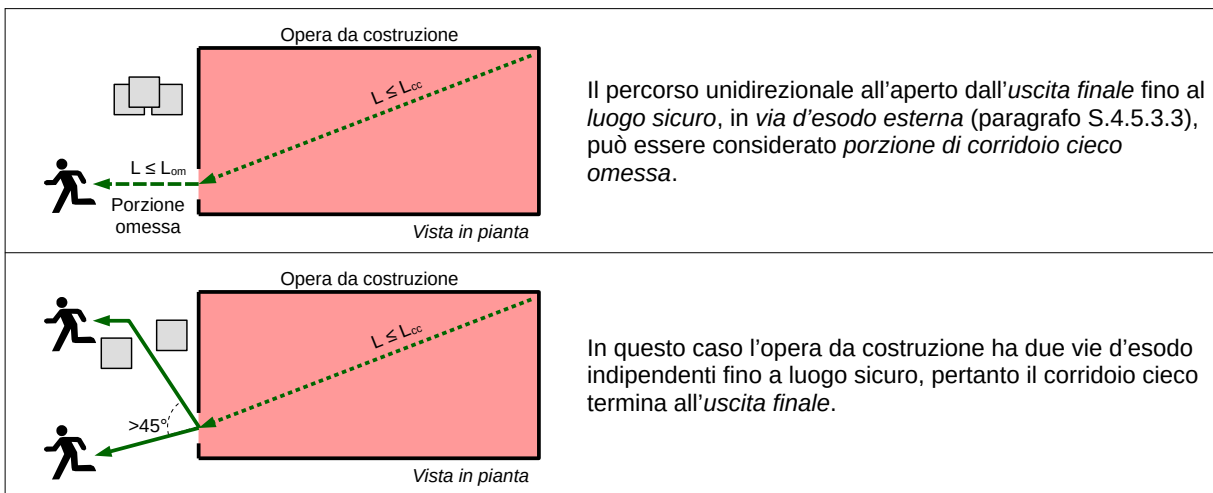 Opera da costruzione
L ≤ Lcc
L ≤ Lom
Porzione
omessa
Vista in pianta
Il percorso unidirezionale all’aperto dall’uscita finale fino al
luogo sicuro, in via d’esodo esterna (paragrafo S.4.5.3.3),
può essere considerato porzione di corridoio cieco
omessa.
Opera da costruzione
L ≤ Lcc
>45°
Vista in pianta
In questo caso l’opera da costruzione ha due vie d’esodo
indipendenti fino a luogo sicuro, pertanto il corridoio cieco
termina all’uscita finale.